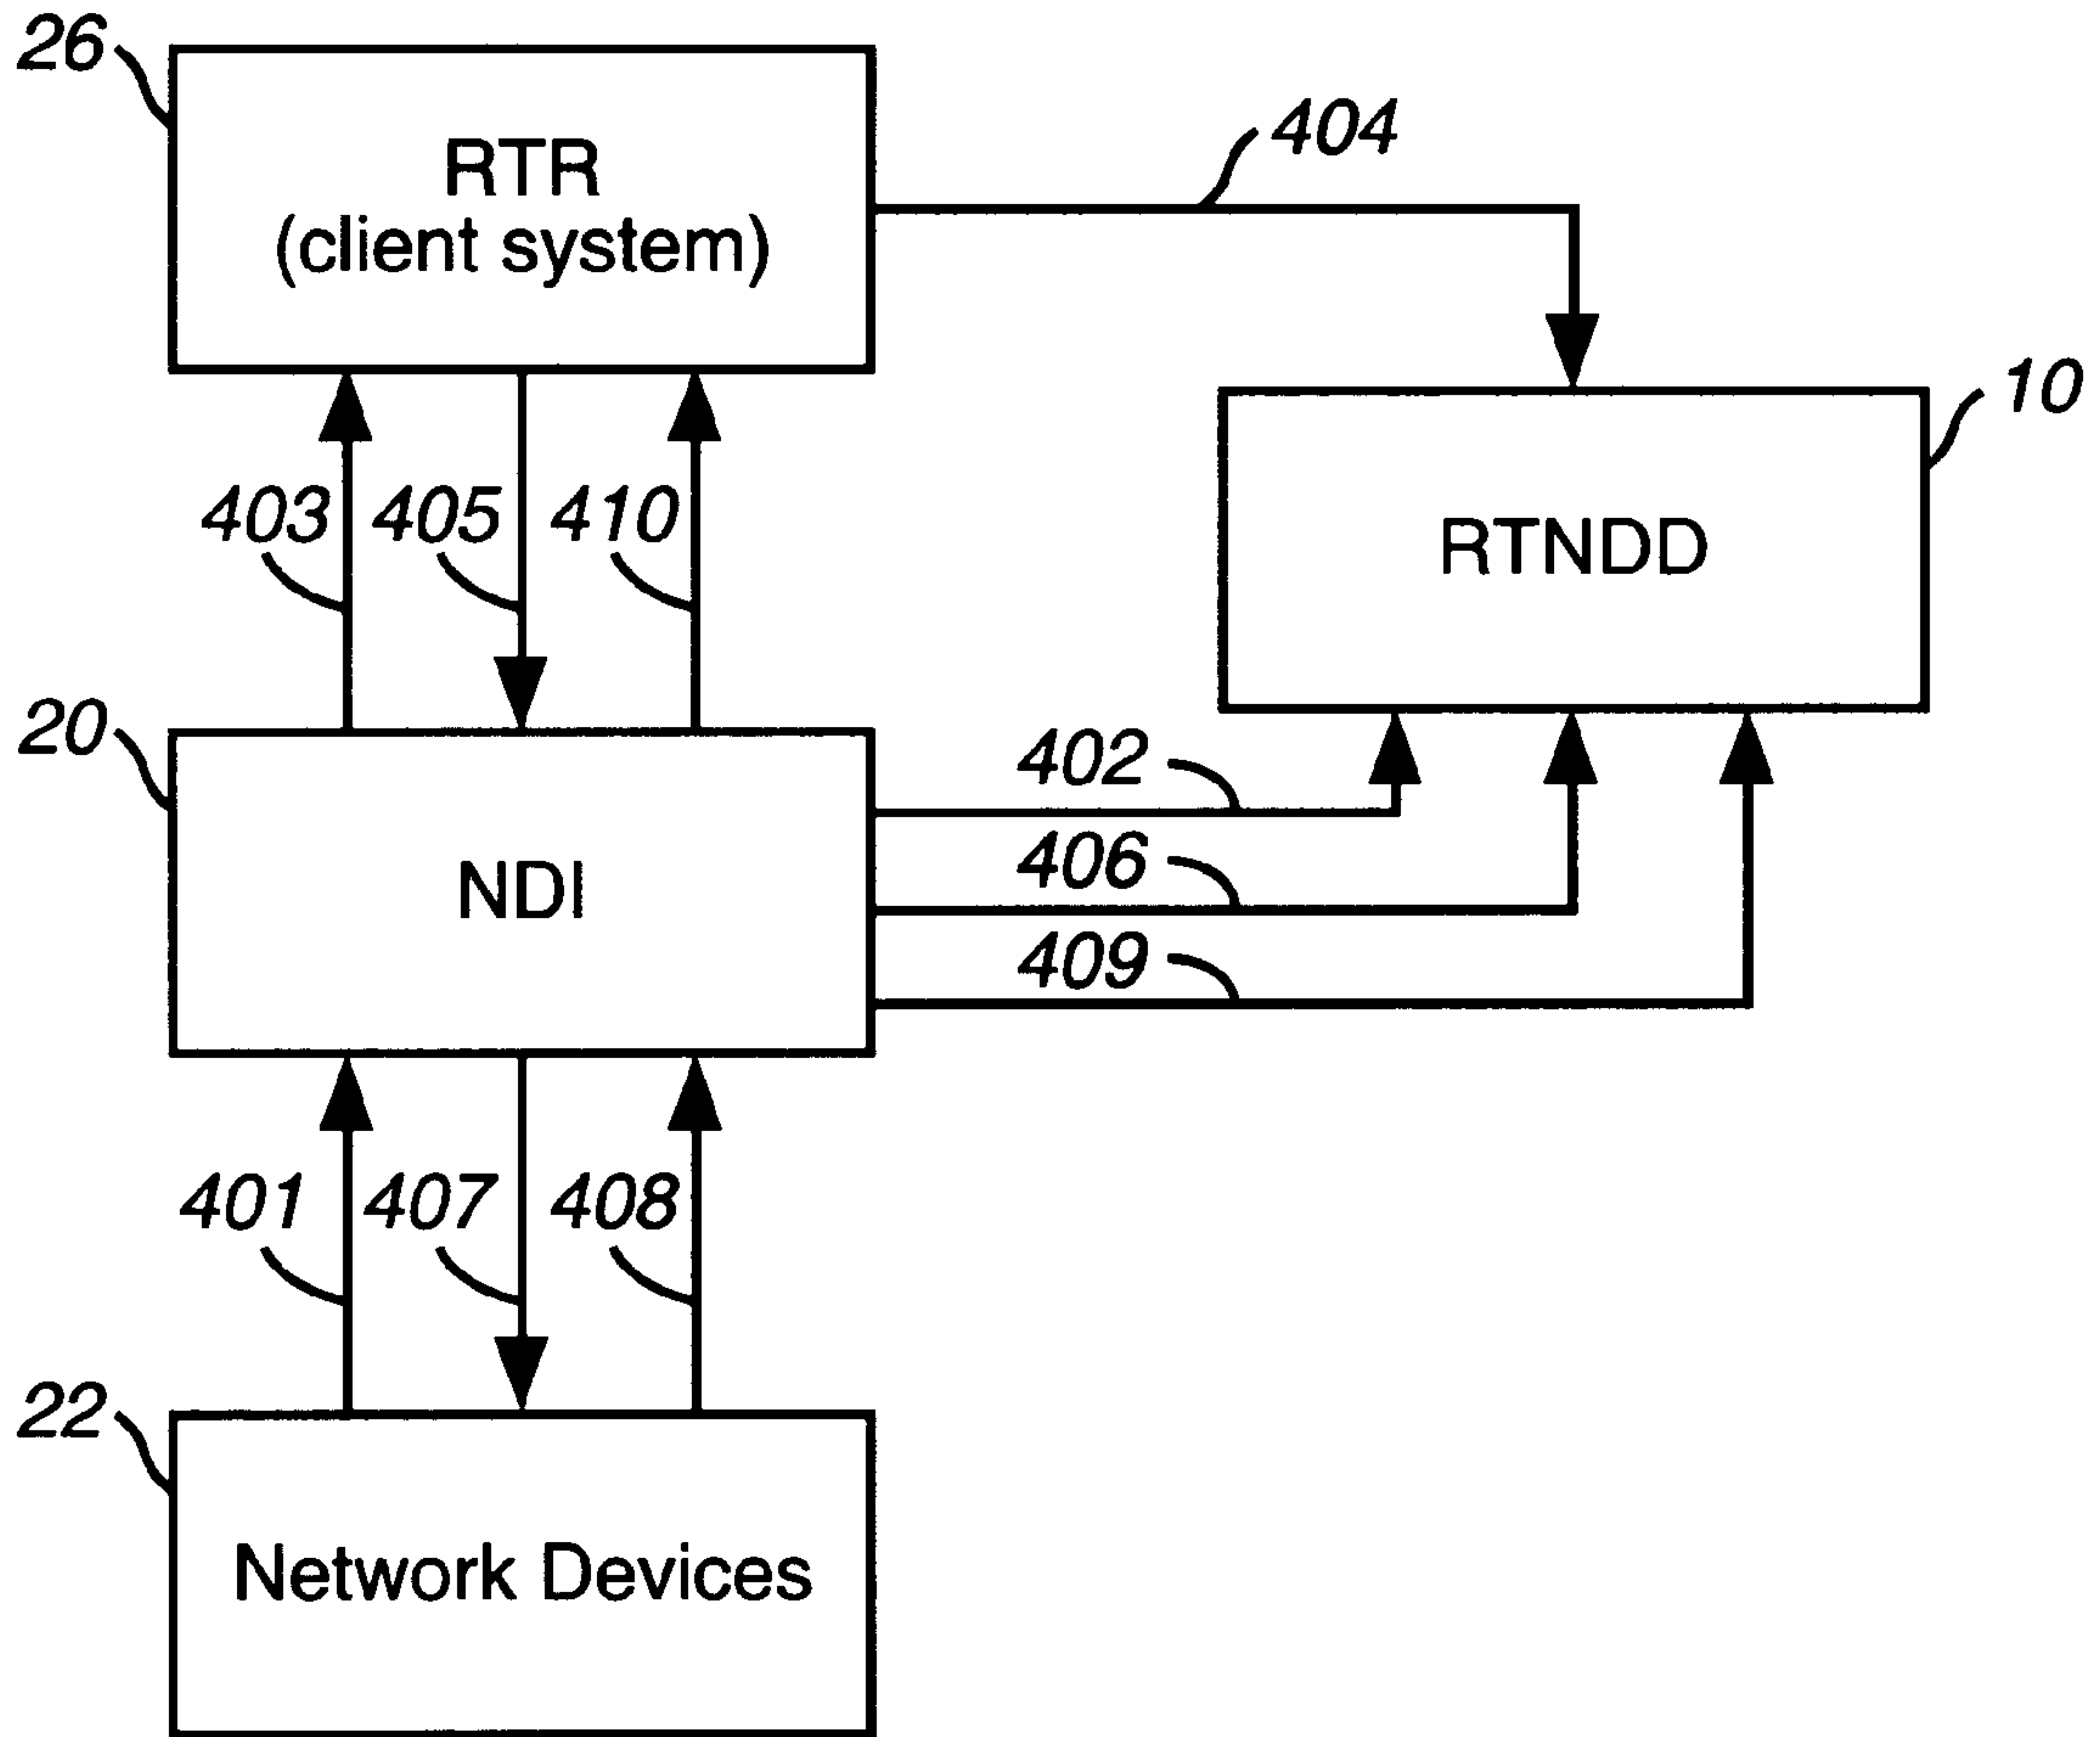 26
RTR
(client system)
404
10
403
405
410
RTNDD
20
402
406
NDI
409
401
407
408
22
Network Devices